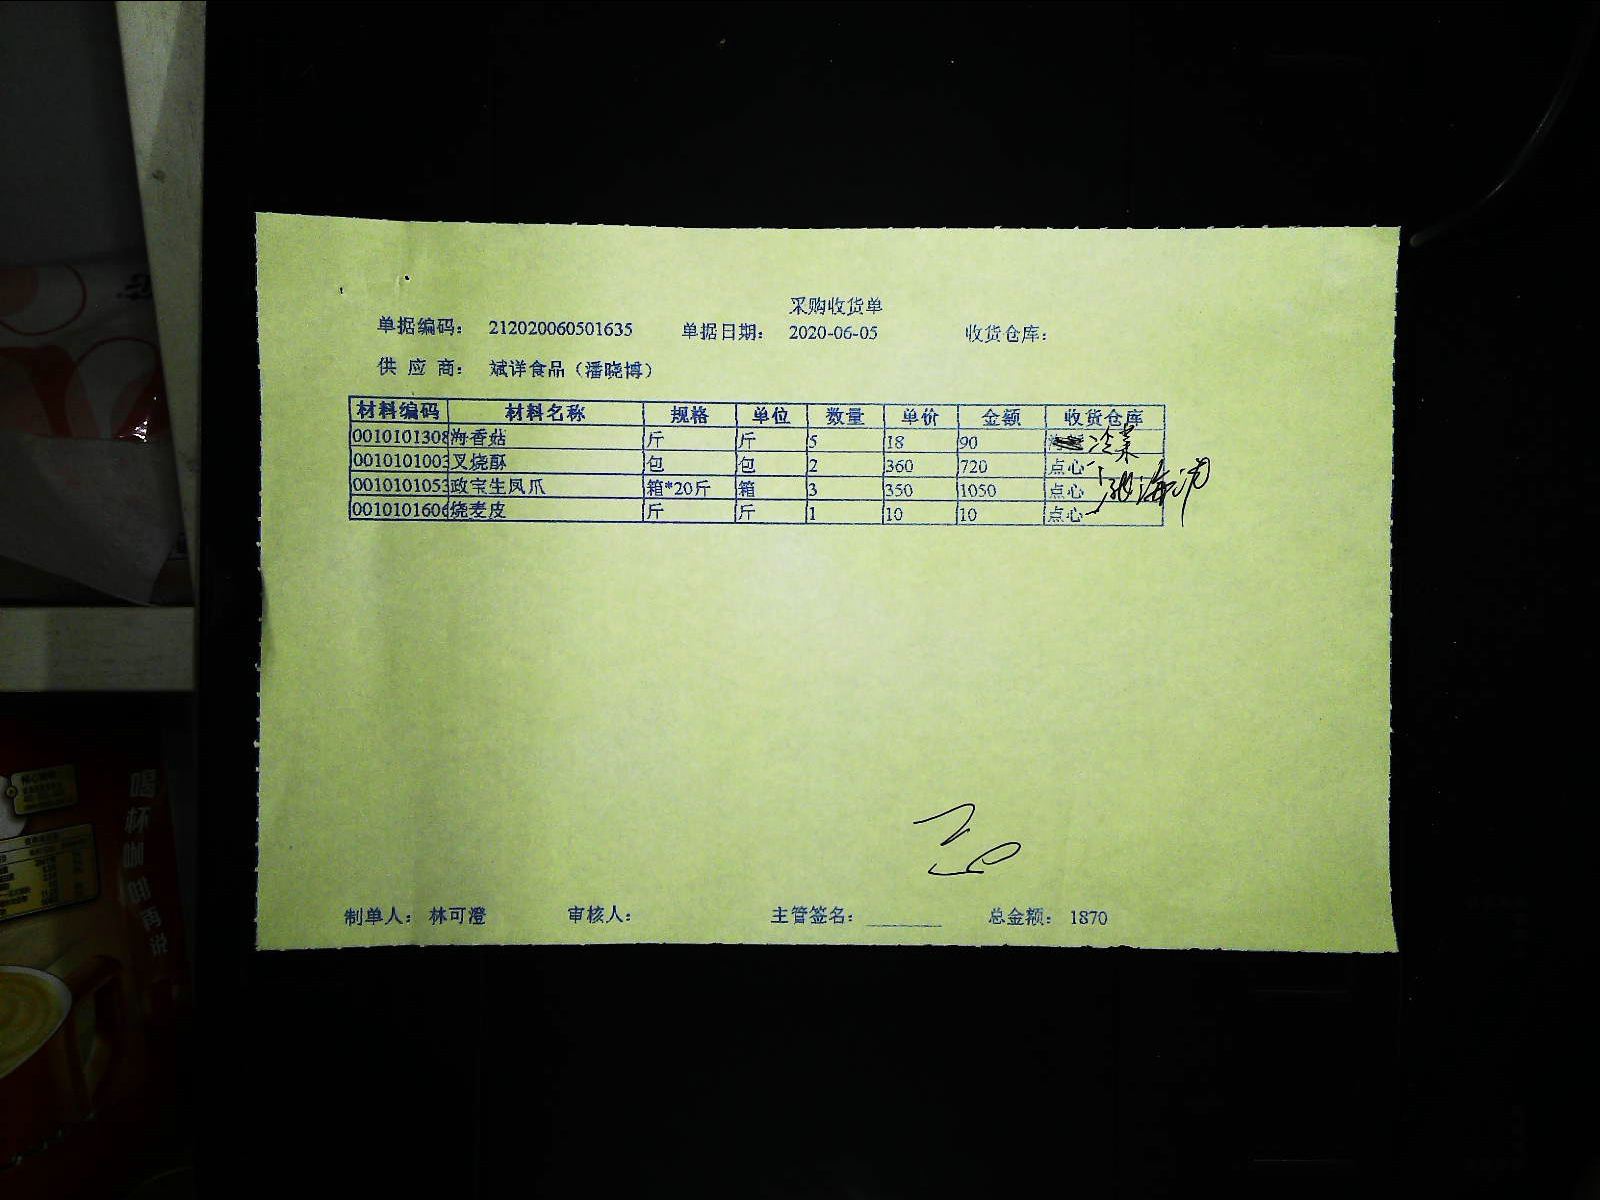 采购收货单
单据编码： 212020060501635 单据日期： 2020-06-05 收货仓库：
供 应 商： 斌详食品（潘晓博）
材料编码 材料名称 规格 单位 数量 单价 金额 收货仓库
0010101308 海香菇 斤 斤 5 18 90 冷菜
0010101003 叉烧酥 包 包 2 360 720 点心
0010101053 政宝生凤爪 箱*20斤 箱 3 350 1050 点心
0010101606 烧麦皮 斤 斤 1 10 10 点心
制单人： 林可澄 审核人： 主管签名： 总金额： 1870
喝杯咖啡再说